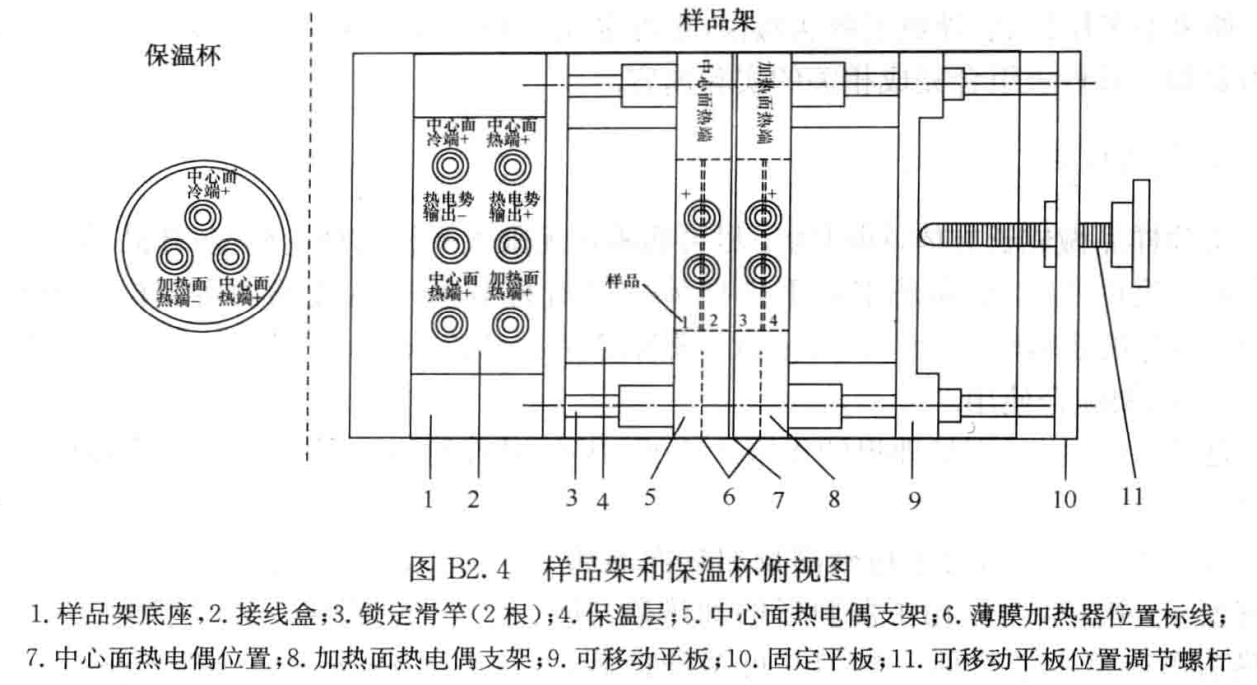 样品架
保温杯
中心面热端
加热面热端
中心面 中心面
冷端+ 热端+
中心面
冷端+
热电势 热电势
输出- 输出+
+ +
加热面 中心面
热端- 热端+
中心面 加热面
热端+ 热端+
样品
1 2 3 4
1 2 3 4 5 6 7 8 9 10 11
图 B2.4 样品架和保温杯俯视图
1.样品架底座,2.接线盒;3.锁定滑竿(2根);4.保温层;5.中心面热电偶支架;6.薄膜加热器位置标线;
7.中心面热电偶位置;8.加热面热电偶支架;9.可移动平板;10.固定平板;11.可移动平板位置调节螺杆